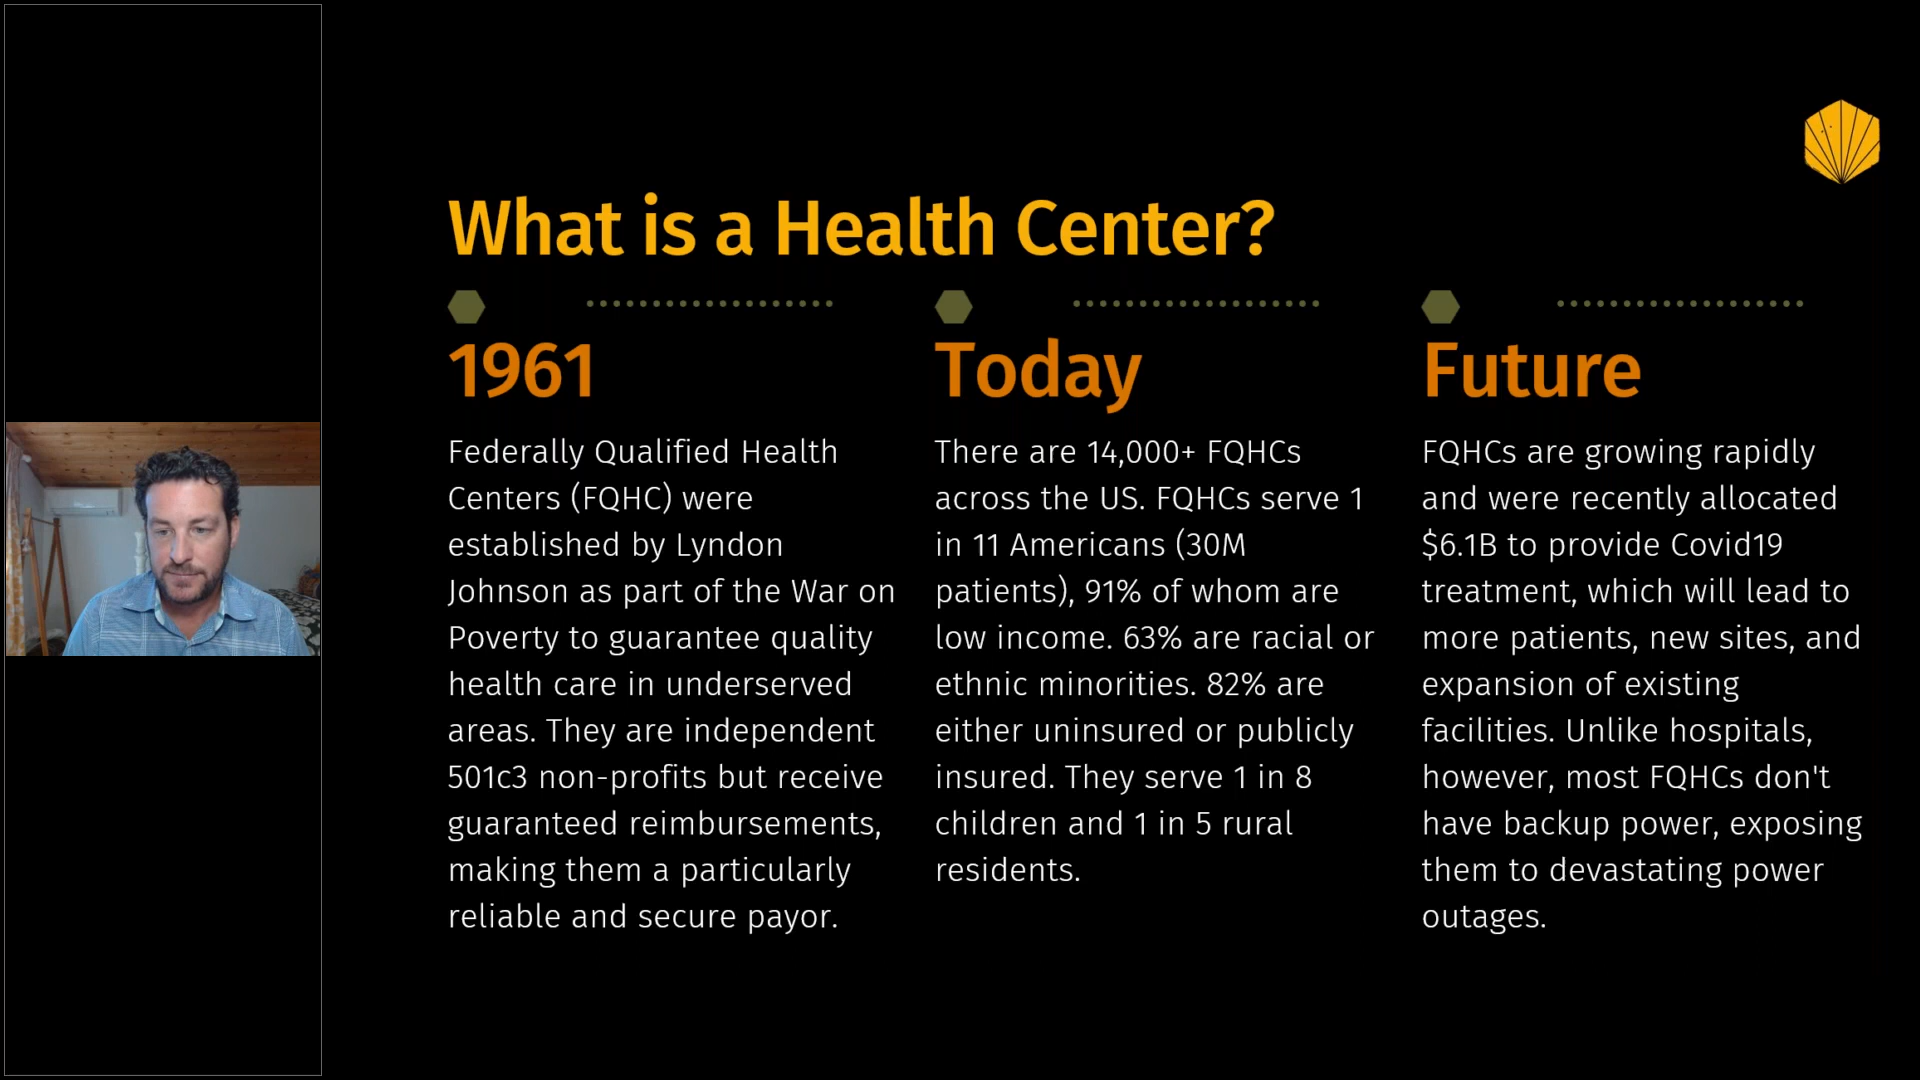 What is a Health Center?
1961
Federally Qualified Health
Centers (FQHC) were
established by Lyndon
Johnson as part of the War on
Poverty to guarantee quality
health care in underserved
areas. They are independent
501c3 non-profits but receive
guaranteed reimbursements,
making them a particularly
reliable and secure payor.
Today
There are 14,000+ FQHCs
across the US. FQHCs serve 1
in 11 Americans (30M
patients), 91% of whom are
low income. 63% are racial or
ethnic minorities. 82% are
either uninsured or publicly
insured. They serve 1 in 8
children and 1 in 5 rural
residents.
Future
FQHCs are growing rapidly
and were recently allocated
$6.1B to provide Covid19
treatment, which will lead to
more patients, new sites, and
expansion of existing
facilities. Unlike hospitals,
however, most FQHCs don't
have backup power, exposing
them to devastating power
outages.